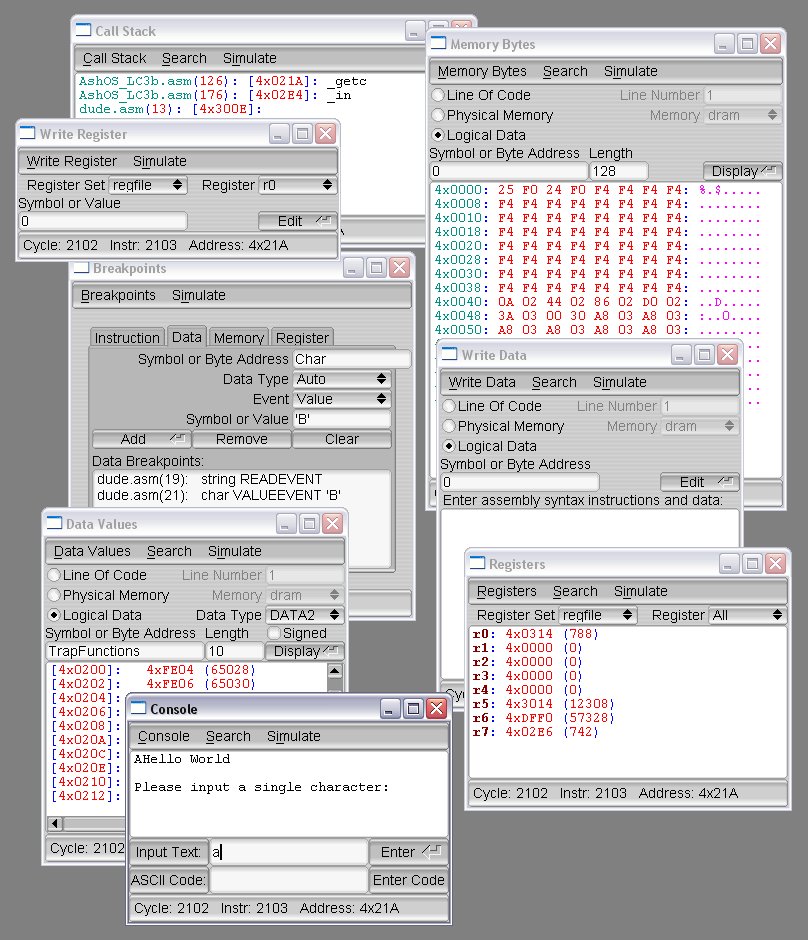 Call Stack
Call Stack Search Simulate
AshOS_LC3b.asm(126): [4x021A]: _getc
AshOS_LC3b.asm(176): [4x02E4]: _in
dude.asm(13): [4x300E]:
Memory Bytes
Memory Bytes Search Simulate
Line Of Code Line Number 1
Physical Memory Memory dram
Logical Data
Symbol or Byte Address Length
0 128 Display
4x0000: 25 F0 24 F0 F4 F4 F4 F4: %.$.....
4x0008: F4 F4 F4 F4 F4 F4 F4 F4: ........
4x0010: F4 F4 F4 F4 F4 F4 F4 F4: ........
4x0018: F4 F4 F4 F4 F4 F4 F4 F4: ........
4x0020: F4 F4 F4 F4 F4 F4 F4 F4: ........
4x0028: F4 F4 F4 F4 F4 F4 F4 F4: ........
4x0030: F4 F4 F4 F4 F4 F4 F4 F4: ........
4x0038: F4 F4 F4 F4 F4 F4 F4 F4: ........
4x0040: 0A 02 44 02 86 02 D0 02: ..D.....
4x0048: 3A 03 00 30 A8 03 A8 03: :..0....
4x0050: A8 03 A8 03 A8 03 A8 03: ........
Write Register
Write Register Simulate
Register Set regfile Register r0
Symbol or Value
0 Edit
Cycle: 2102 Instr: 2103 Address: 4x21A
Breakpoints
Breakpoints Simulate
Instruction Data Memory Register
Symbol or Byte Address Char
Data Type Auto
Event Value
Symbol or Value 'B'
Add Remove Clear
Data Breakpoints:
dude.asm(19): string READEVENT
dude.asm(21): char VALUEEVENT 'B'
Write Data
Write Data Search Simulate
Line Of Code Line Number 1
Physical Memory Memory dram
Logical Data
Symbol or Byte Address
0 Edit
Enter assembly syntax instructions and data:
Cy
Data Values
Data Values Search Simulate
Line Of Code Line Number 1
Physical Memory Memory dram
Logical Data Data Type DATA2
Symbol or Byte Address Length Signed
TrapFunctions 10 Display
[4x0200]: 4xFE04 (65028)
[4x0202]: 4xFE06 (65030)
[4x0204]:
[4x0206]:
[4x0208]:
[4x020A]:
[4x020C]:
[4x020E]:
[4x0210]:
[4x0212]:
Cycle: 2102
Registers
Registers Search Simulate
Register Set regfile Register All
r0: 4x0314 (788)
r1: 4x0000 (0)
r2: 4x0000 (0)
r3: 4x0000 (0)
r4: 4x0000 (0)
r5: 4x3014 (12308)
r6: 4xDFF0 (57328)
r7: 4x02E6 (742)
Cycle: 2102 Instr: 2103 Address: 4x21A
Console
Console Search Simulate
AHello World
Please input a single character:
Input Text: a Enter
ASCII Code: Enter Code
Cycle: 2102 Instr: 2103 Address: 4x21A